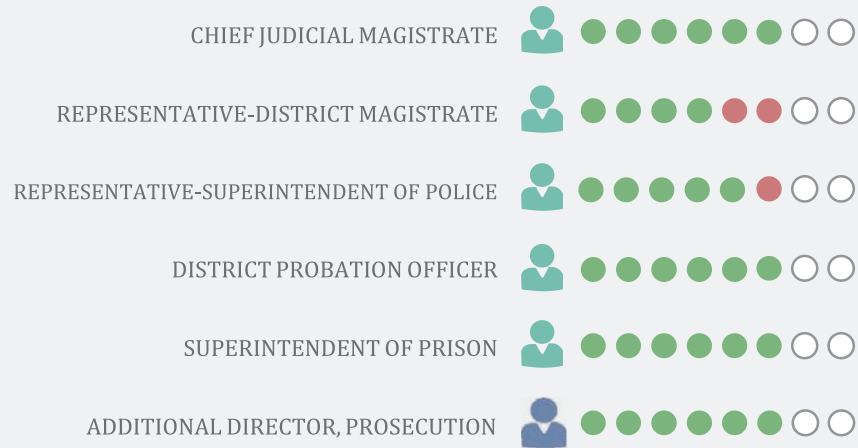 CHIEF JUDICIAL MAGISTRATE
REPRESENTATIVE-DISTRICT MAGISTRATE
REPRESENTATIVE-SUPERINTENDENT OF POLICE
DISTRICT PROBATION OFFICER
SUPERINTENDENT OF PRISON
ADDITIONAL DIRECTOR, PROSECUTION